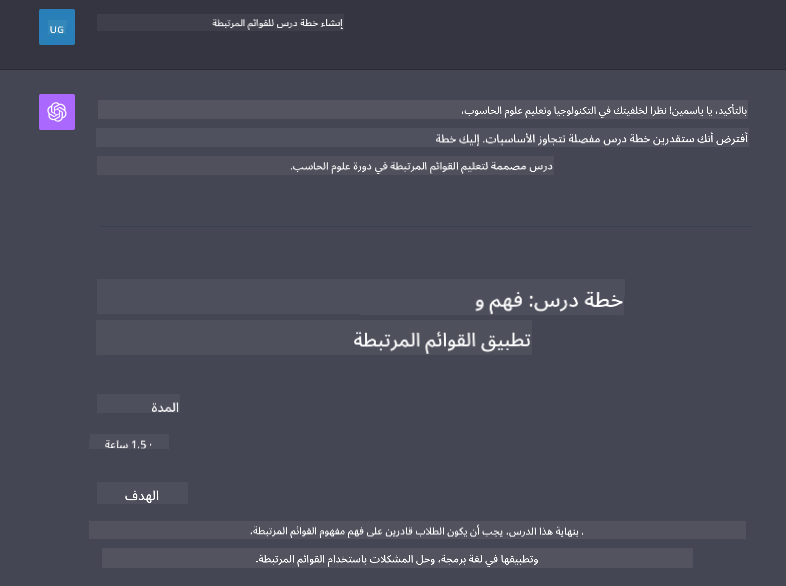 UG
إنشاء خطة درس للقوائم المرتبطة
بالتأكيد، يا ياسمين! نظرا لخلفيتك في التكنولوجيا وتعليم علوم الحاسوب،
أفترض أنك ستقدرين خطة درس مفصلة تتجاوز الأساسيات. إليك خطة
درس مصممة لتعليم القوائم المرتبطة في دورة علوم الحاسب.
خطة درس: فهم و
تطبيق القوائم المرتبطة
المدة
· 1.5 ساعة
الهدف
. بنهاية هذا الدرس، يجب أن يكون الطلاب قادرين على فهم مفهوم القوائم المرتبطة،
وتطبيقها في لغة برمجة، وحل المشكلات باستخدام القوائم المرتبطة.